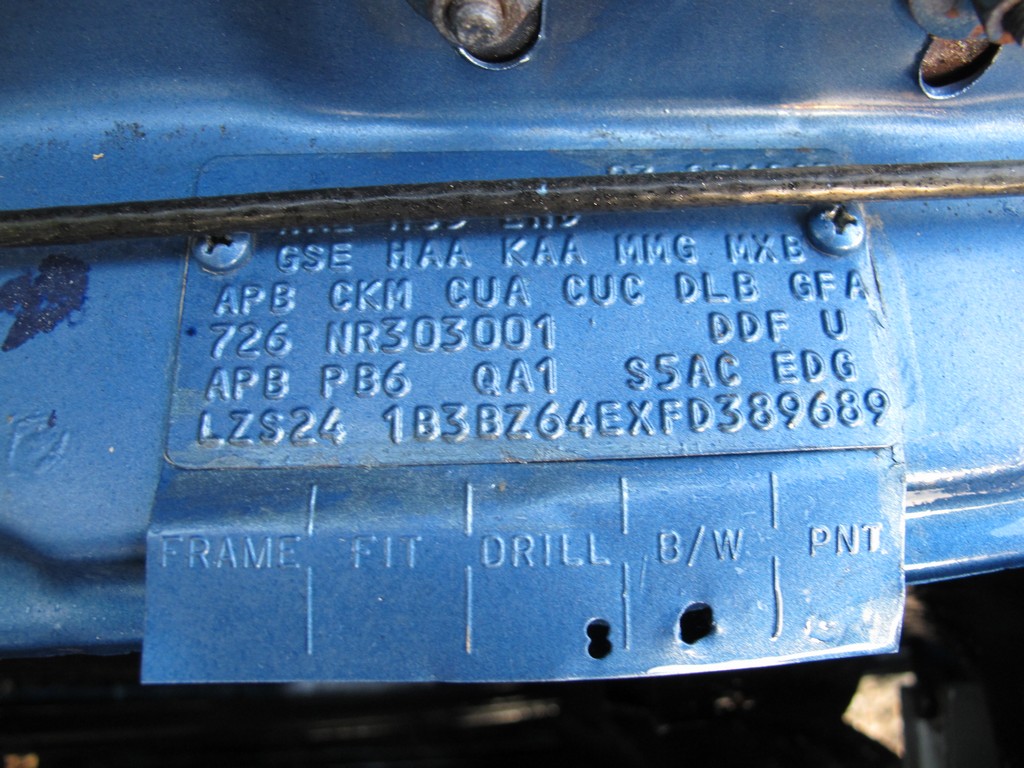 GSE HAA KAA MMG MXB
APB CKM CUA CUC DLB GFA
726 NR303001 DDF U
APB PB6 QA1 S5AC EDG
LZS24 1B3BZ64EXFD389689
FRAME FIT DRILL B/W PNT